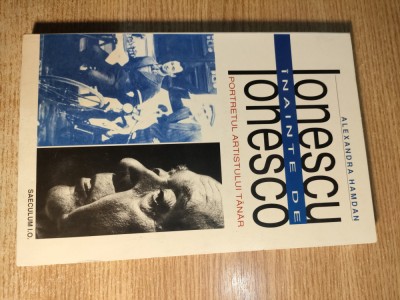 ALEXANDRA HAMDAN
Ionescu
ÎNAINTE DE
Ionesco
PORTRETUL ARTISTULUI TÂNĂR
SAECULUM I.O.